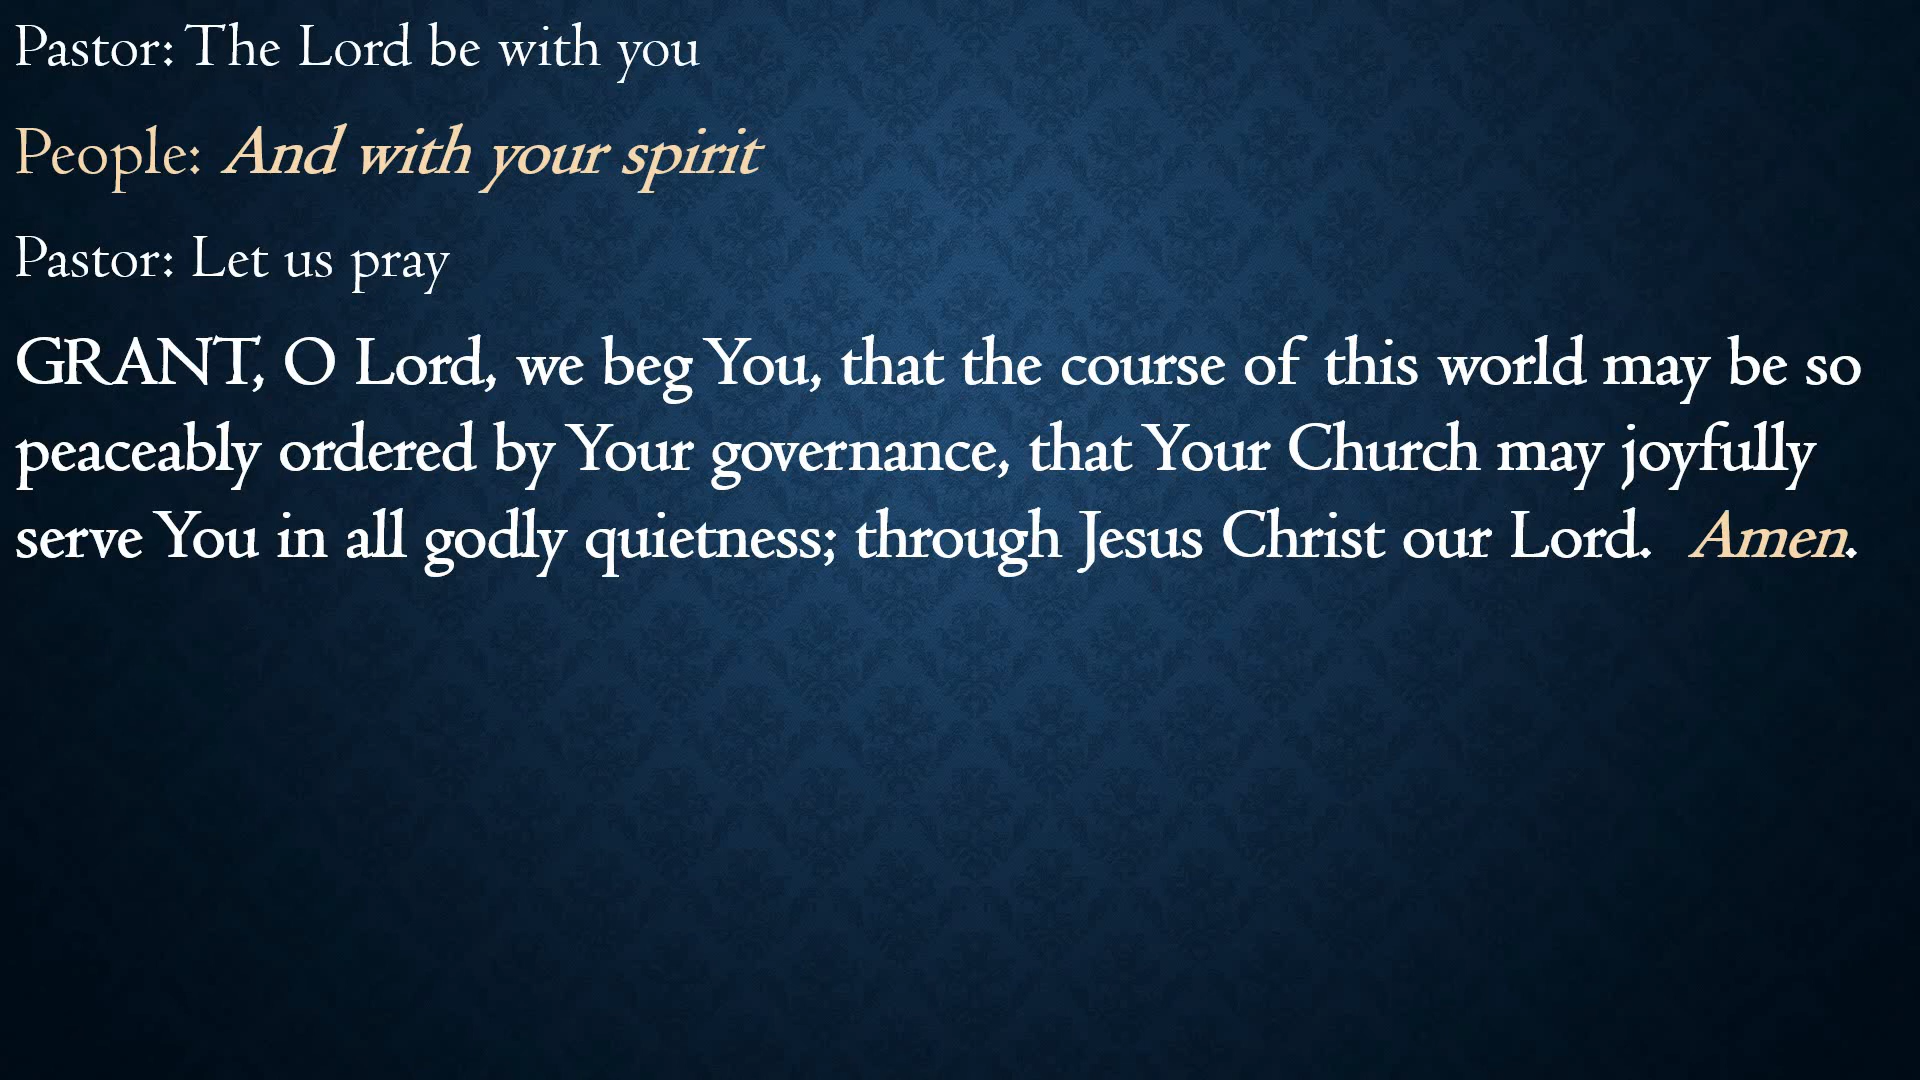 Pastor: The Lord be with you
People: And with your spirit
Pastor: Let us pray
GRANT, O Lord, we beg You, that the course of this world may be so
peaceably ordered by Your governance, that Your Church may joyfully
serve You in all godly quietness; through Jesus Christ our Lord. Amen.